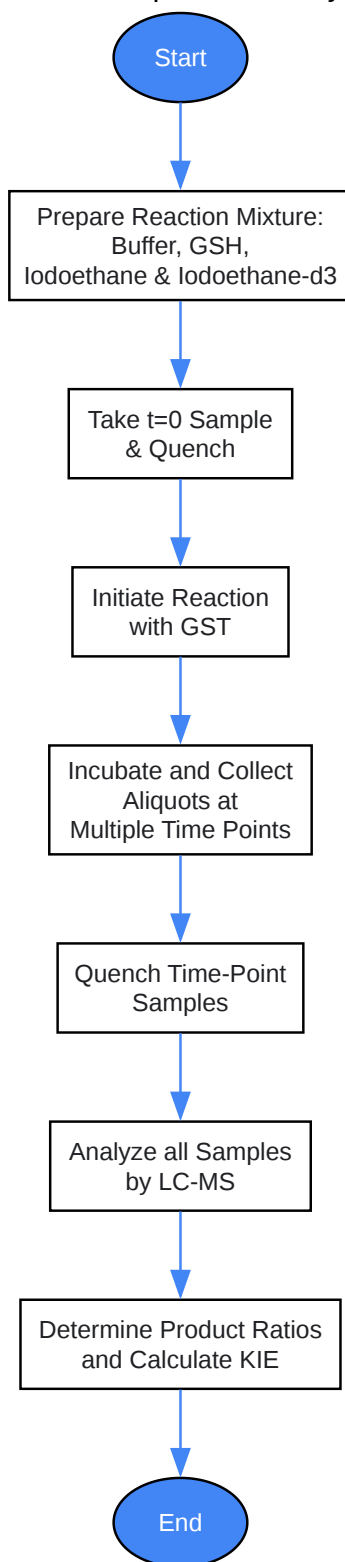 Start
Prepare Reaction Mixture:
Buffer, GSH,
Iodoethane & Iodoethane-d3
Take t=0 Sample
& Quench
Initiate Reaction
with GST
Incubate and Collect
Aliquots at
Multiple Time Points
Quench Time-Point
Samples
Analyze all Samples
by LC-MS
Determine Product Ratios
and Calculate KIE
End